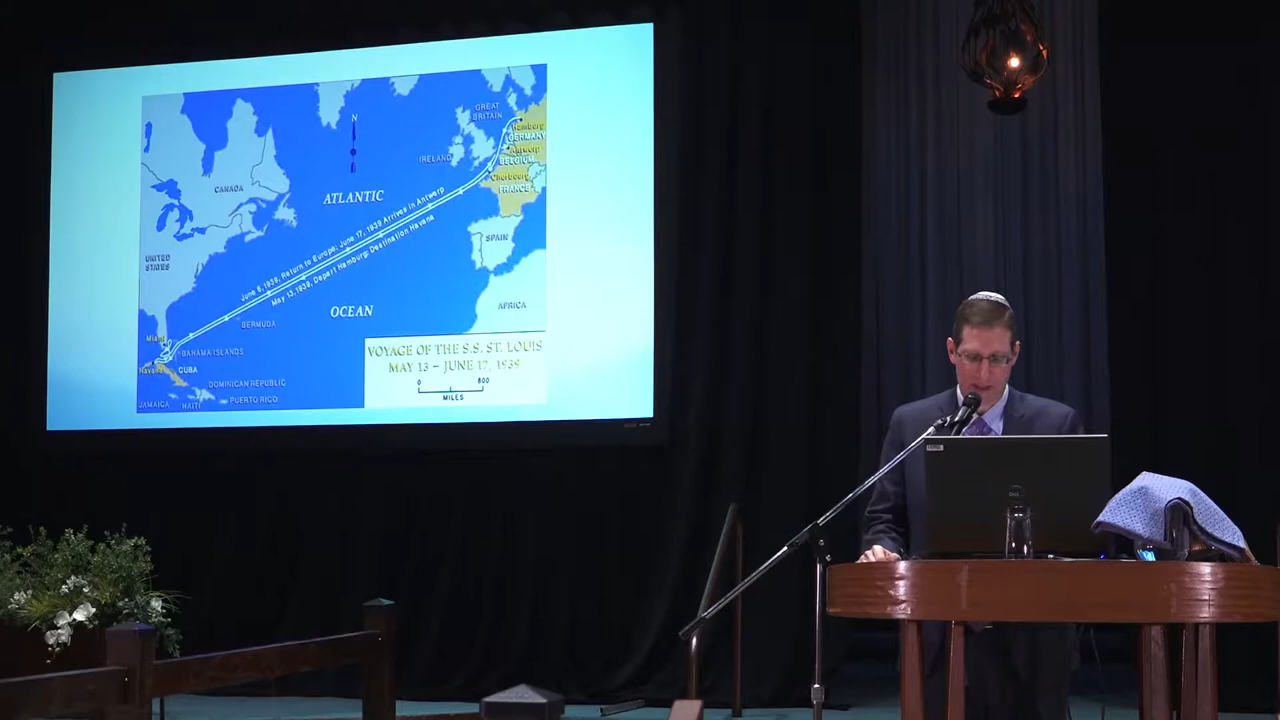 N
GREAT
BRITAIN
Hamburg
GERMANY
Antwerp
BELGIUM
IRELAND
Cherbourg
FRANCE
CANADA
ATLANTIC
SPAIN
UNITED
STATES
June 6, 1939, Return to Europe: June 17, 1939 Arrives in Antwerp
May 13, 1939, Depart Hamburg: Destination Havana
AFRICA
OCEAN
BERMUDA
Miami
BAHAMA ISLANDS
Havana
CUBA
DOMINICAN REPUBLIC
JAMAICA
HAITI
PUERTO RICO
VOYAGE OF THE S.S. ST. LOUIS
MAY 13 – JUNE 17, 1939
0 800
MILES
DELL